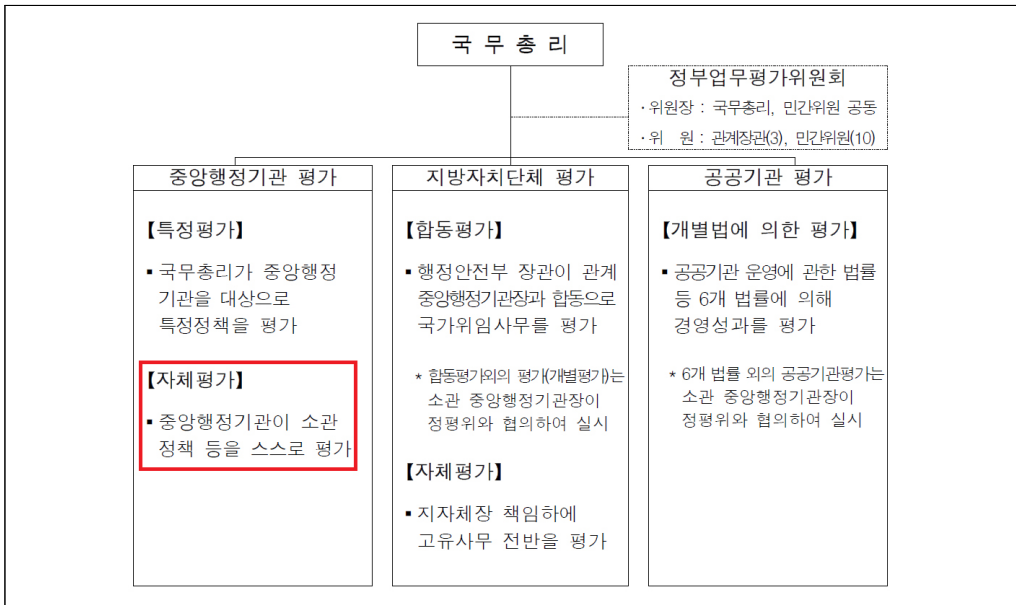 국 무 총 리
정부업무평가위원회
· 위원장 : 국무총리, 민간위원 공동
· 위 원 : 관계장관(3), 민간위원(10)
중앙행정기관 평가
【특정평가】
▪ 국무총리가 중앙행정
기관을 대상으로
특정정책을 평가
【자체평가】
▪ 중앙행정기관이 소관
정책 등을 스스로 평가
지방자치단체 평가
【합동평가】
▪ 행정안전부 장관이 관계
중앙행정기관장과 합동으로
국가위임사무를 평가
* 합동평가외의 평가(개별평가)는
소관 중앙행정기관장이
정평위와 협의하여 실시
【자체평가】
▪ 지자체장 책임하에
고유사무 전반을 평가
공공기관 평가
【개별법에 의한 평가】
▪ 공공기관 운영에 관한 법률
등 6개 법률에 의해
경영성과를 평가
* 6개 법률 외의 공공기관평가는
소관 중앙행정기관장이
정평위와 협의하여 실시